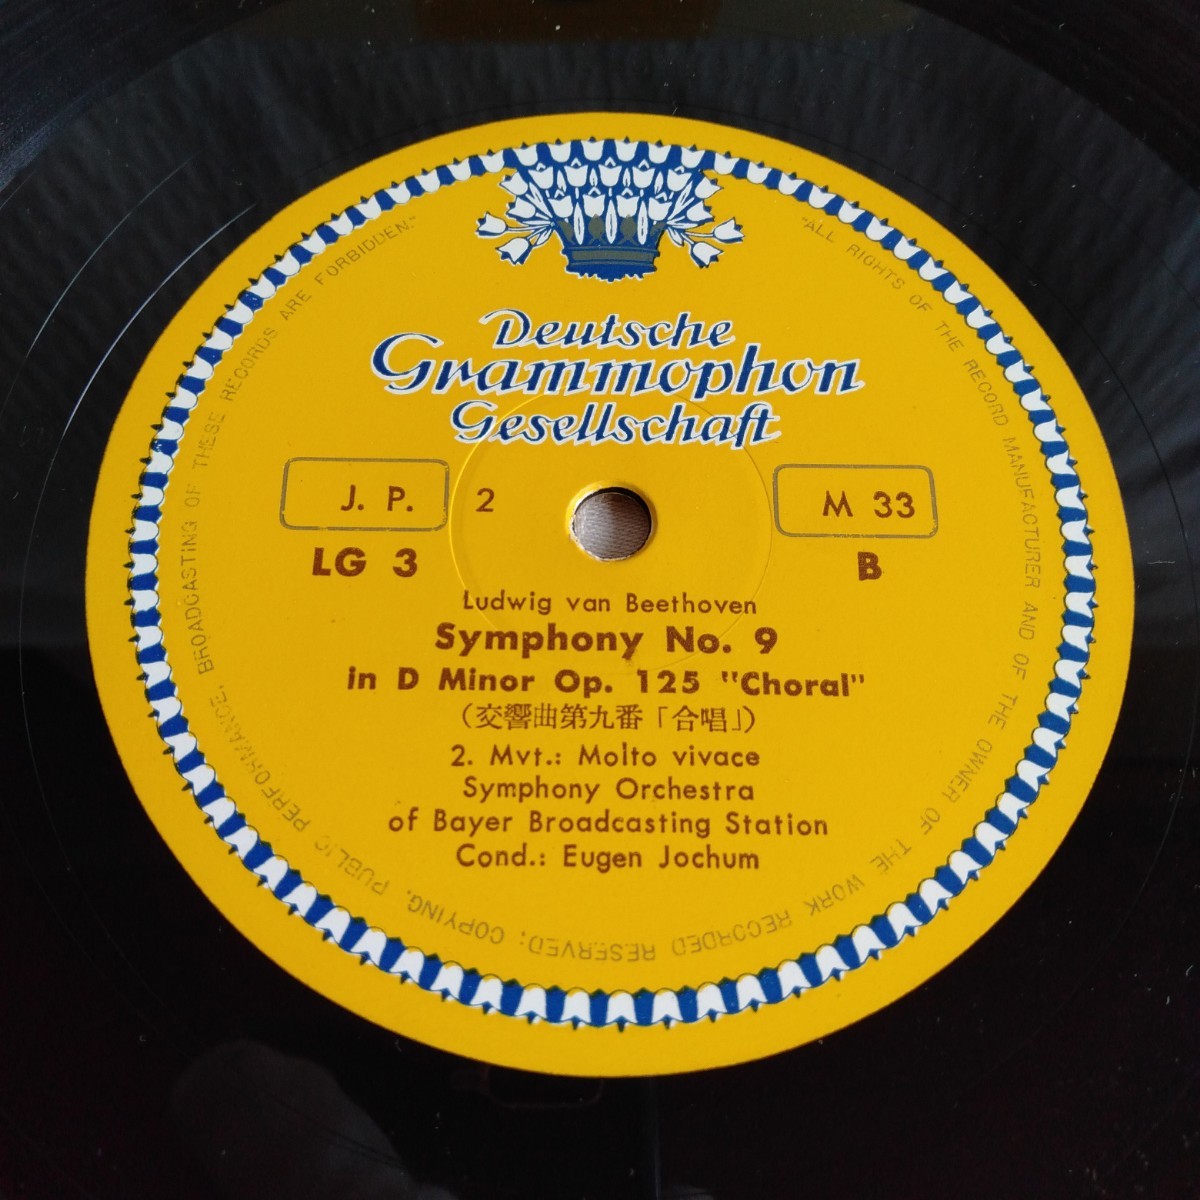 Deutsche
Grammophon
Gesellschaft
J. P. 2 M 33
LG 3 B
Ludwig van Beethoven
Symphony No. 9
in D Minor Op. 125 "Choral"
(交響曲第九番「合唱」)
2. Mvt.: Molto vivace
Symphony Orchestra
of Bayer Broadcasting Station
Cond.: Eugen Jochum
"ALL RIGHTS OF THE RECORD MANUFACTURER AND OF THE OWNER OF THE WORK RECORDED RESERVED; COPYING, PUBLIC PERFORMANCE, BROADCASTING OF THESE RECORDS ARE FORBIDDEN."